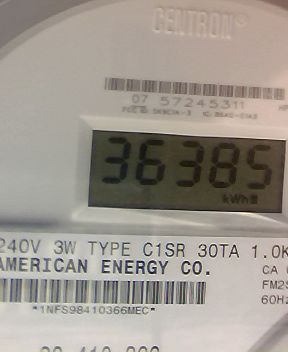 CENTRON®
07 57245311
36385
kWh
240V 3W TYPE C1SR 30TA 1.0K
AMERICAN ENERGY CO.
CA
FM2S
60Hz
*1NFS98410366MEC*